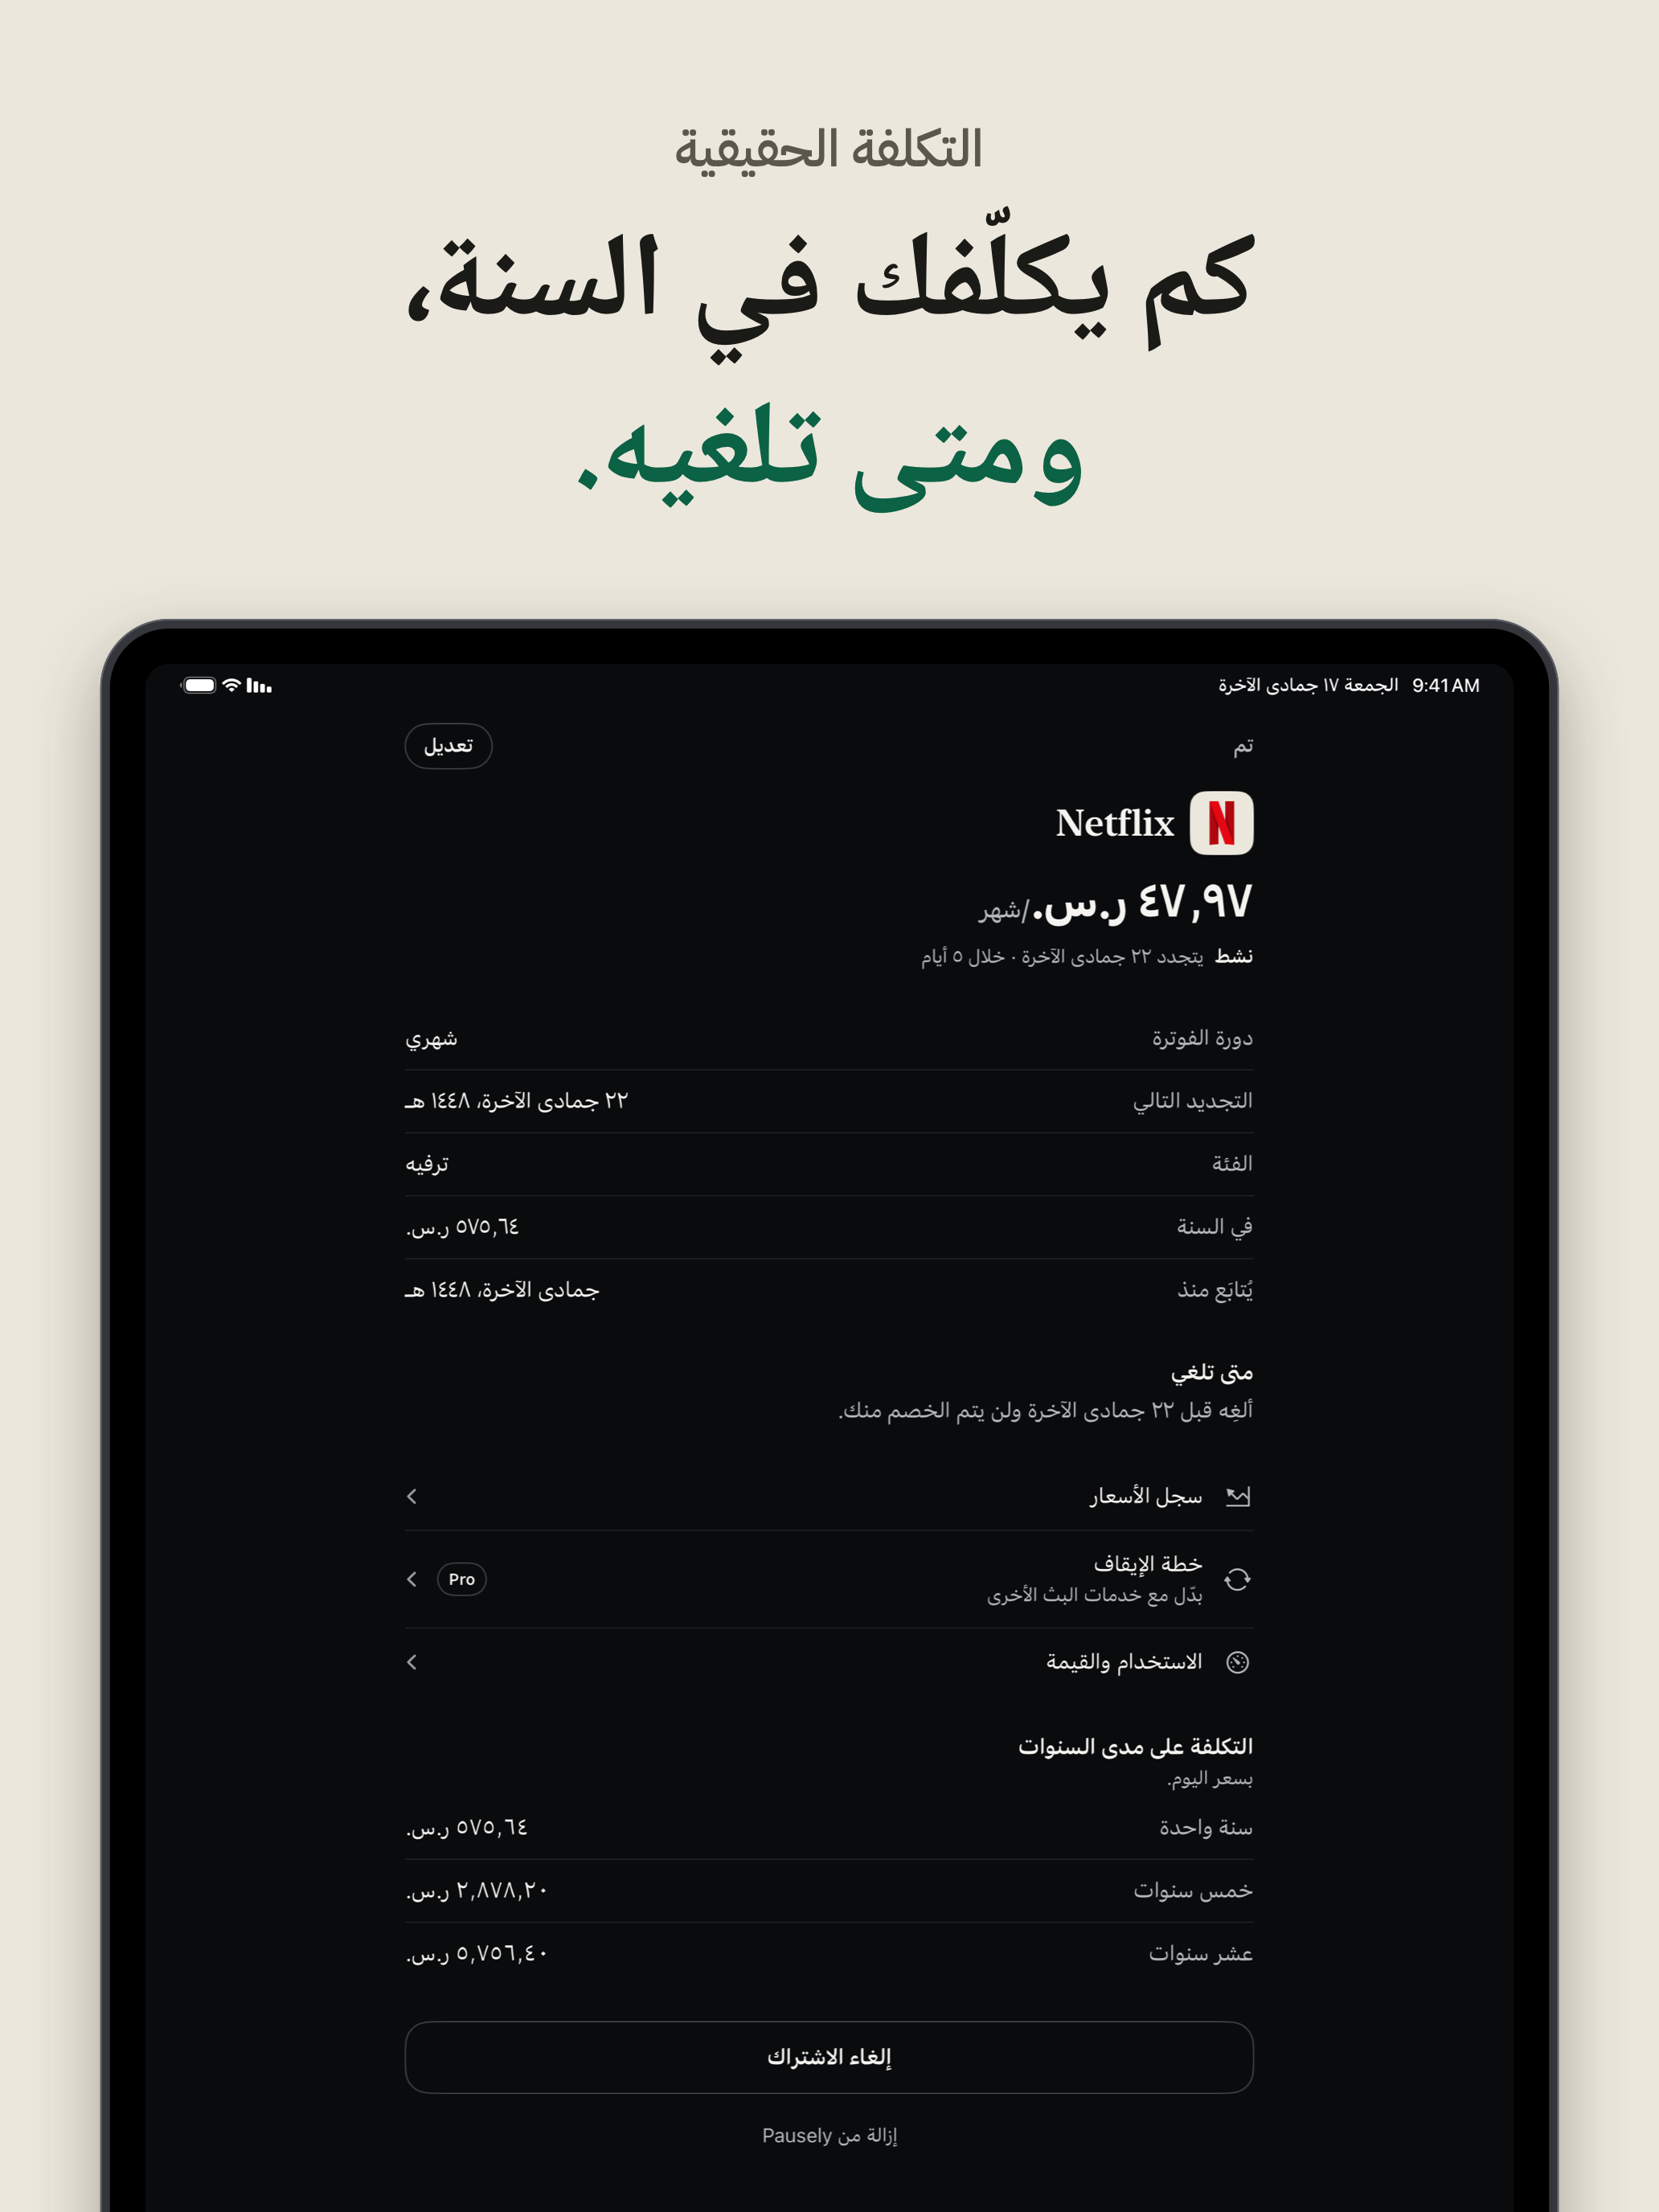 التكلفة الحقيقية
كم يكلّفك في السنة،
ومتى تلغيه.
9:41 AM الجمعة ١٧ جمادى الآخرة
تم
تعديل
Netflix
٤٧,٩٧ ر.س./شهر
نشط يتجدد ٢٢ جمادى الآخرة · خلال ٥ أيام
دورة الفوترة شهري
التجديد التالي ٢٢ جمادى الآخرة، ١٤٤٨ هـ
الفئة ترفيه
في السنة ٥٧٥,٦٤ ر.س.
يُتابَع منذ جمادى الآخرة، ١٤٤٨ هـ
متى تلغي
ألغِه قبل ٢٢ جمادى الآخرة ولن يتم الخصم منك.
سجل الأسعار
خطة الإيقاف
Pro
بدّل مع خدمات البث الأخرى
الاستخدام والقيمة
التكلفة على مدى السنوات
بسعر اليوم.
سنة واحدة ٥٧٥,٦٤ ر.س.
خمس سنوات ٢,٨٧٨,٢٠ ر.س.
عشر سنوات ٥,٧٥٦,٤٠ ر.س.
إلغاء الاشتراك
إزالة من Pausely